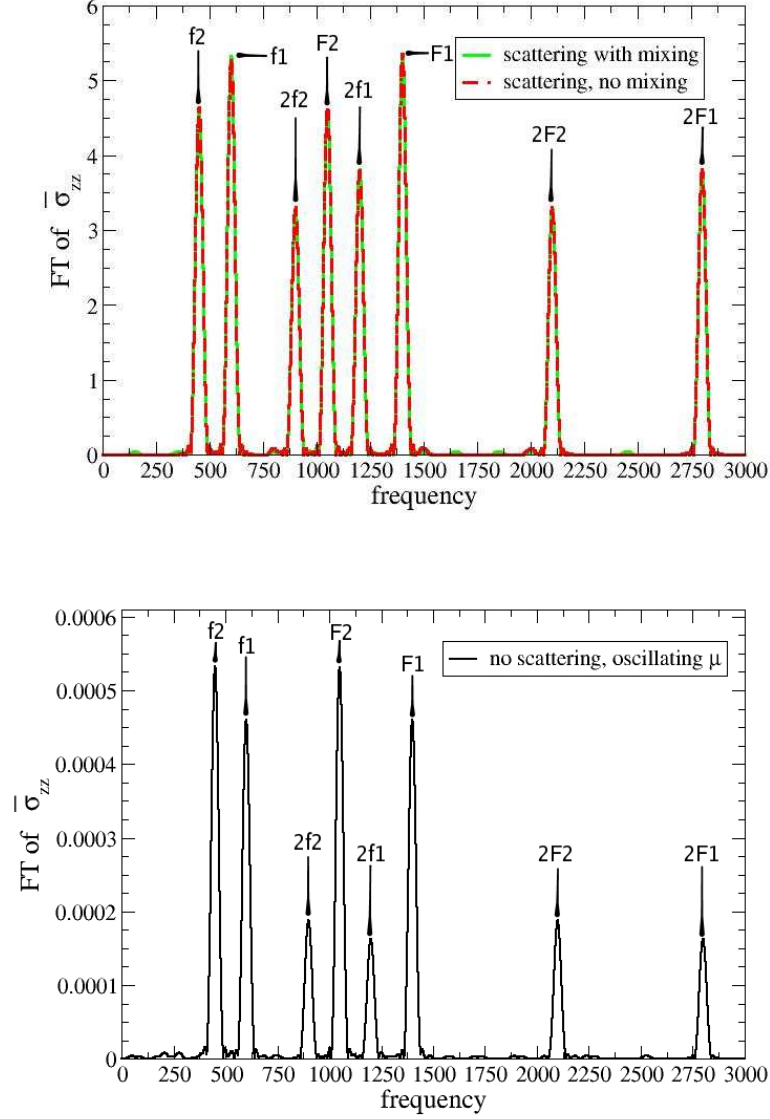 6
5
4
3
2
1
0
FT of σ̅zz
f2
f1
2f2
F2
2f1
F1
2F2
2F1
scattering with mixing
scattering, no mixing
0 250 500 750 1000 1250 1500 1750 2000 2250 2500 2750 3000
frequency
0.0006
0.0005
0.0004
0.0003
0.0002
0.0001
0
FT of σ̅zz
f2
f1
2f2
F2
2f1
F1
2F2
2F1
no scattering, oscillating μ
0 250 500 750 1000 1250 1500 1750 2000 2250 2500 2750 3000
frequency